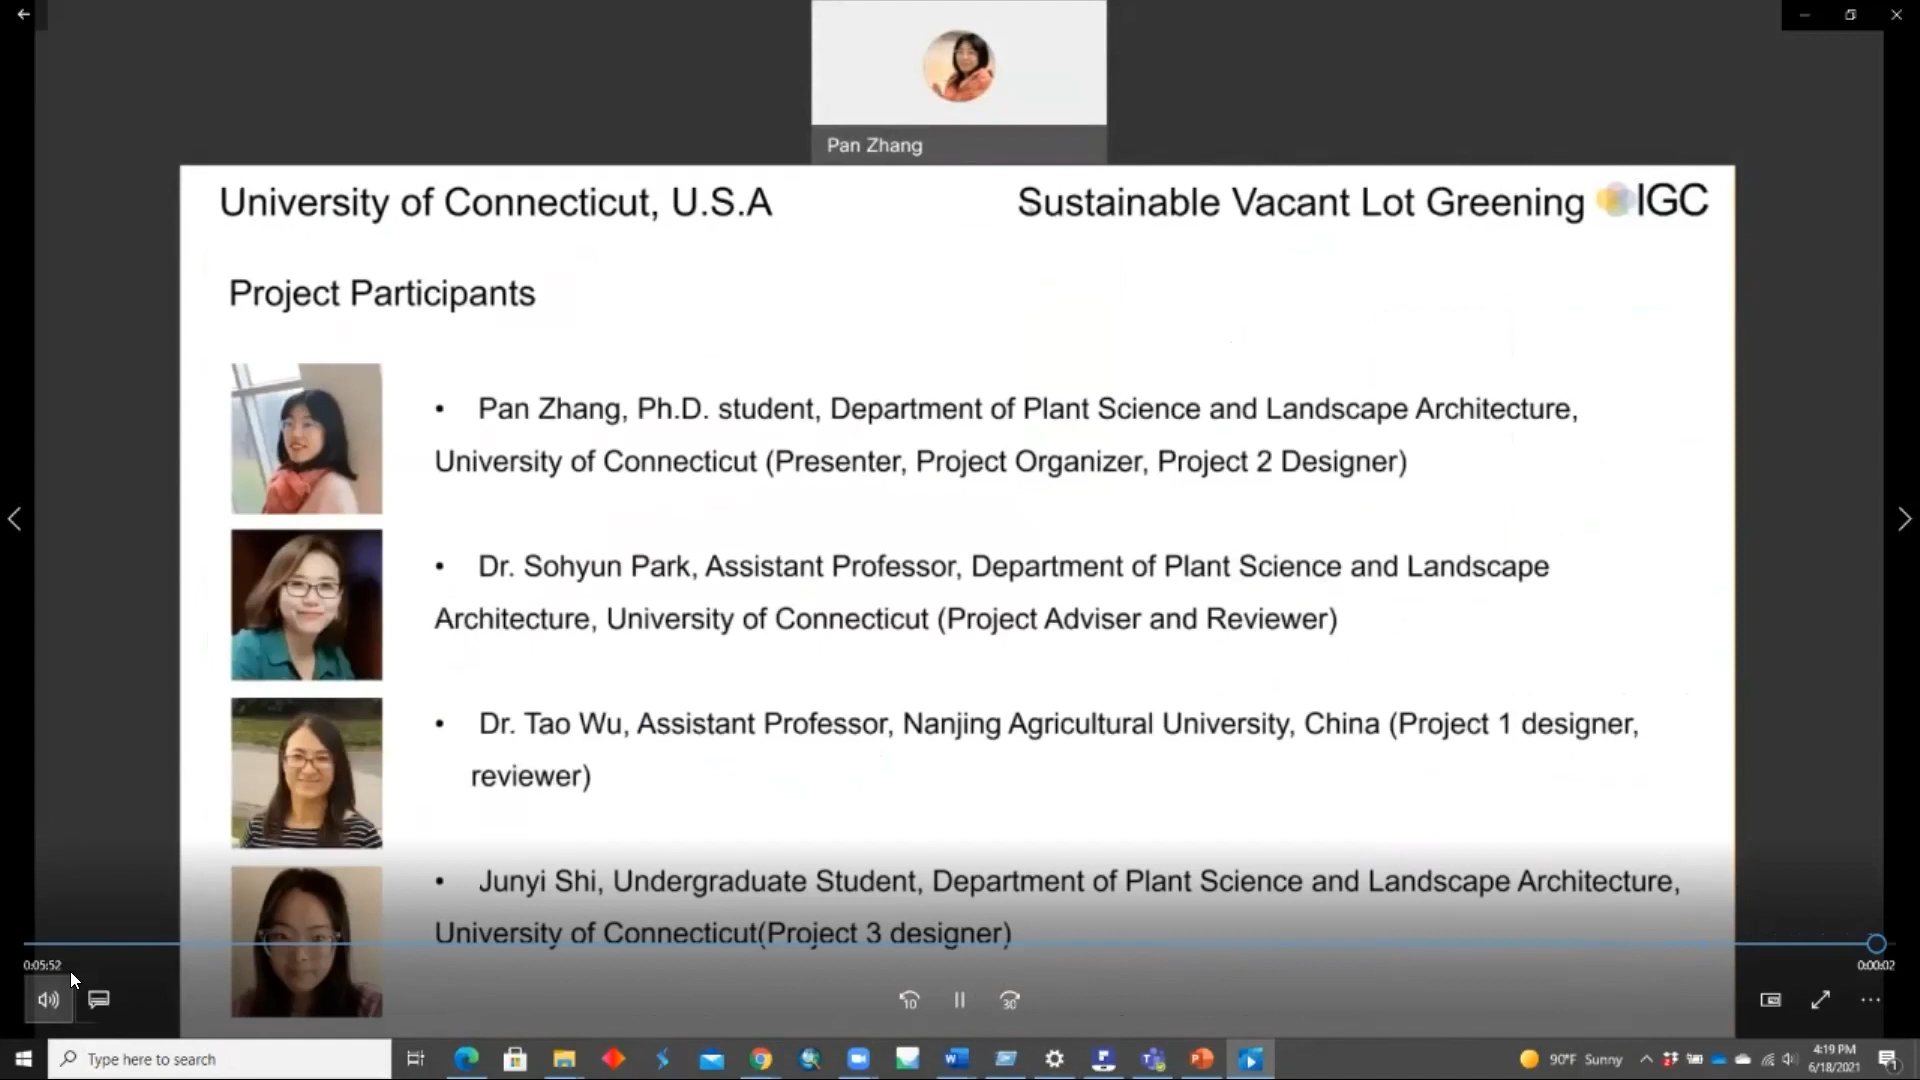 Pan Zhang
University of Connecticut, U.S.A
Sustainable Vacant Lot Greening IGC
Project Participants
• Pan Zhang, Ph.D. student, Department of Plant Science and Landscape Architecture,
University of Connecticut (Presenter, Project Organizer, Project 2 Designer)
• Dr. Sohyun Park, Assistant Professor, Department of Plant Science and Landscape
Architecture, University of Connecticut (Project Adviser and Reviewer)
• Dr. Tao Wu, Assistant Professor, Nanjing Agricultural University, China (Project 1 designer,
reviewer)
• Junyi Shi, Undergraduate Student, Department of Plant Science and Landscape Architecture,
University of Connecticut(Project 3 designer)
0:05:52
0:00:02
10
30
Type here to search
90°F Sunny
4:19 PM
6/18/2021
1